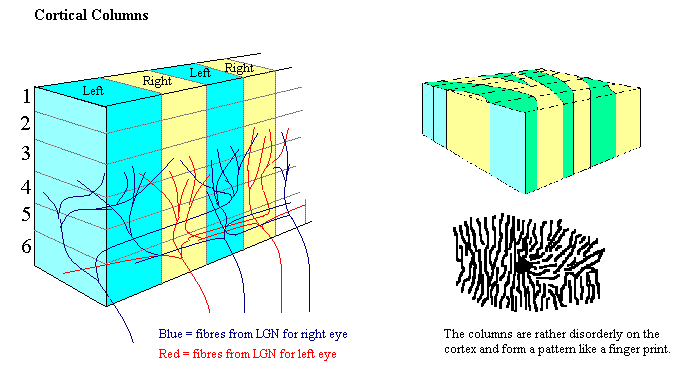 Cortical Columns
Left
Right
Left
Right
1
2
3
4
5
6
Blue = fibres from LGN for right eye
Red = fibres from LGN for left eye
The columns are rather disorderly on the
cortex and form a pattern like a finger print.